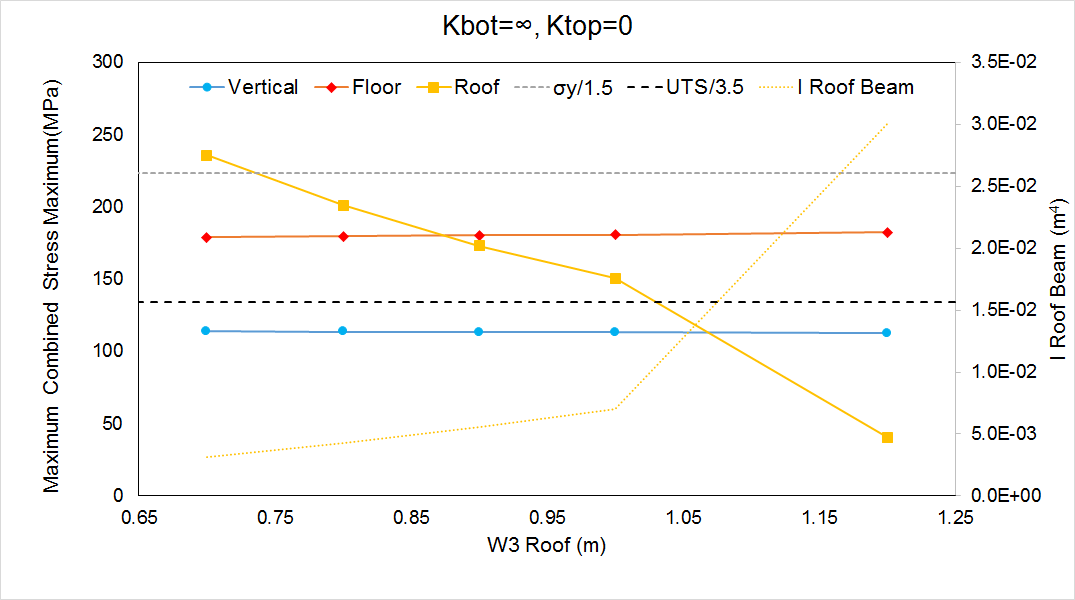 Kbot=∞, Ktop=0
Vertical Floor Roof σy/1.5 UTS/3.5 I Roof Beam
Maximum Combined Stress Maximum(MPa)
300
250
200
150
100
50
0
3.5E-02
3.0E-02
2.5E-02
2.0E-02
1.5E-02
1.0E-02
5.0E-03
0.0E+00
I Roof Beam (m⁴)
0.65 0.75 0.85 0.95 1.05 1.15 1.25
W3 Roof (m)